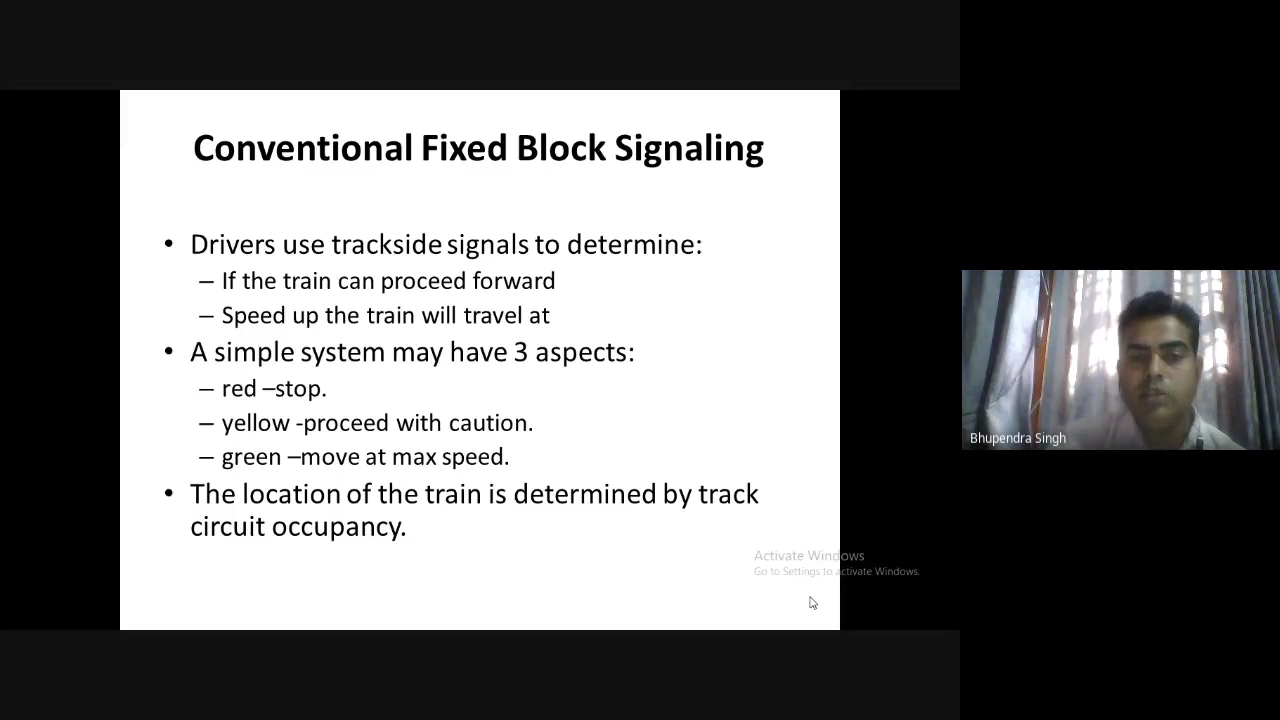 Conventional Fixed Block Signaling
• Drivers use trackside signals to determine:
– If the train can proceed forward
– Speed up the train will travel at
• A simple system may have 3 aspects:
– red –stop.
– yellow -proceed with caution.
– green –move at max speed.
• The location of the train is determined by track
circuit occupancy.
Activate Windows
Go to Settings to activate Windows.
Bhupendra Singh